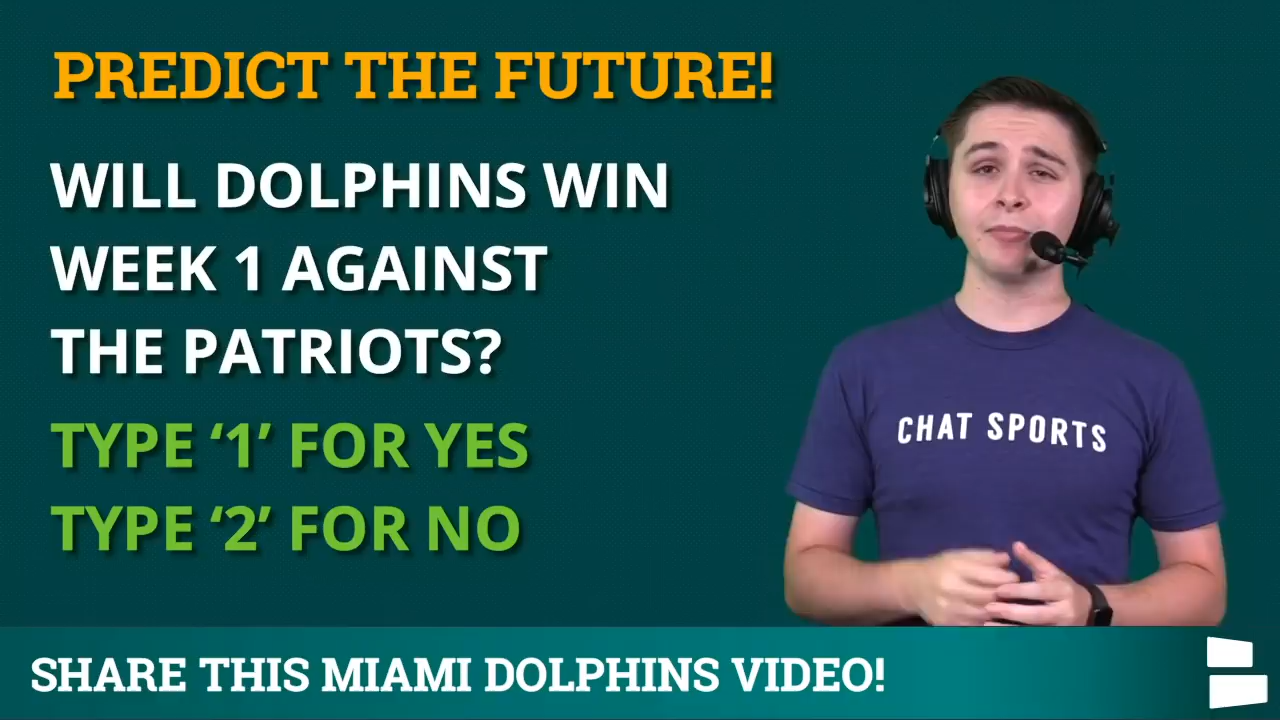 PREDICT THE FUTURE!
WILL DOLPHINS WIN
WEEK 1 AGAINST
THE PATRIOTS?
TYPE ‘1’ FOR YES
TYPE ‘2’ FOR NO
CHAT SPORTS
SHARE THIS MIAMI DOLPHINS VIDEO!